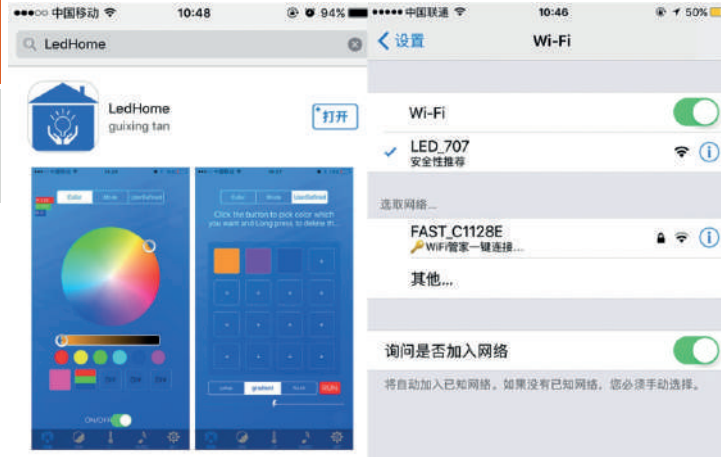 中国移动 10:48 94%
LedHome
LedHome
guixing tan
打开
Color Mode UserDefined
Color Mode UserDefined
Click the button to pick color which
you want and Long press to delete th...
DIY DIY DIY
ON/OFF
gradient RUN
中国联通 10:46 50%
设置 Wi-Fi
Wi-Fi
LED_707
安全性推荐
选取网络...
FAST_C1128E
WiFi管家一键连接...
其他...
询问是否加入网络
将自动加入已知网络。如果没有已知网络，您必须手动选择。